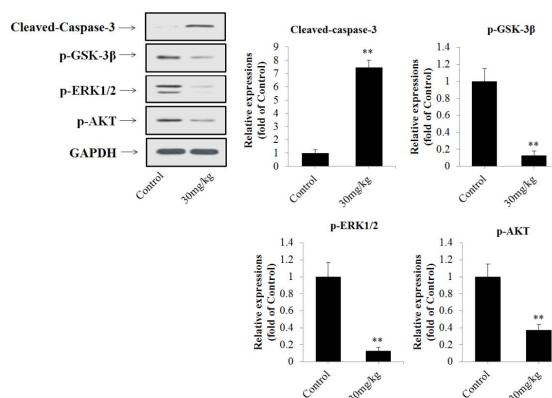 Cleaved-Caspase-3
p-GSK-3β
p-ERK1/2
p-AKT
GAPDH
Control
30mg/kg
Cleaved-caspase-3
Relative expressions
(fold of Control)
9
8
7
6
5
4
3
2
1
0
**
Control
30mg/kg
p-GSK-3β
Relative expressions
(fold of Control)
1.4
1.2
1
0.8
0.6
0.4
0.2
0
**
Control
30mg/kg
p-ERK1/2
Relative expressions
(fold of Control)
1.4
1.2
1
0.8
0.6
0.4
0.2
0
**
Control
30mg/kg
p-AKT
Relative expressions
(fold of Control)
1.4
1.2
1
0.8
0.6
0.4
0.2
0
**
Control
30mg/kg